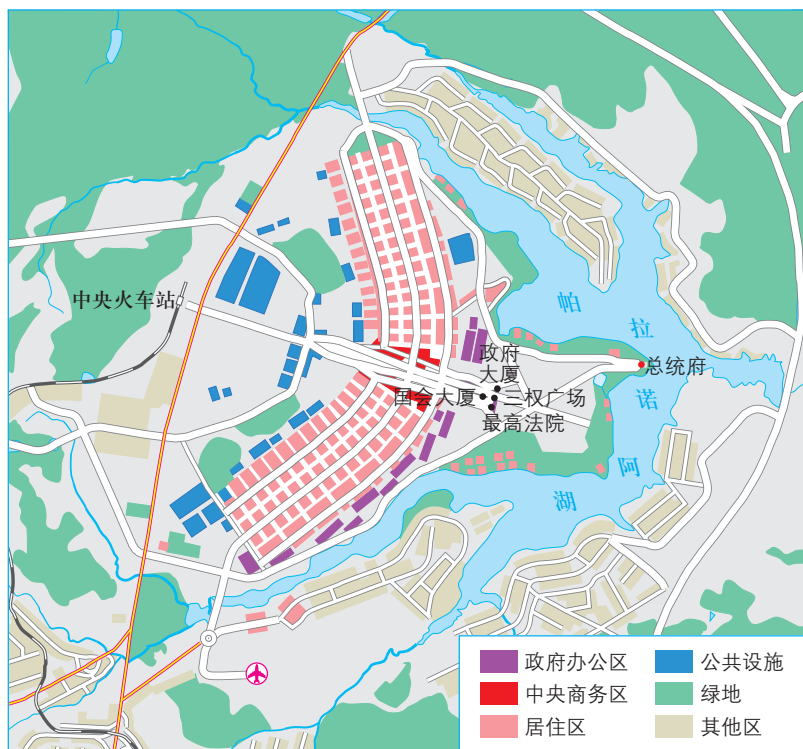 中央火车站
帕
拉
诺
阿
湖
总统府
政府
大厦
国会大厦
三权广场
最高法院
政府办公区
公共设施
中央商务区
绿地
居住区
其他区